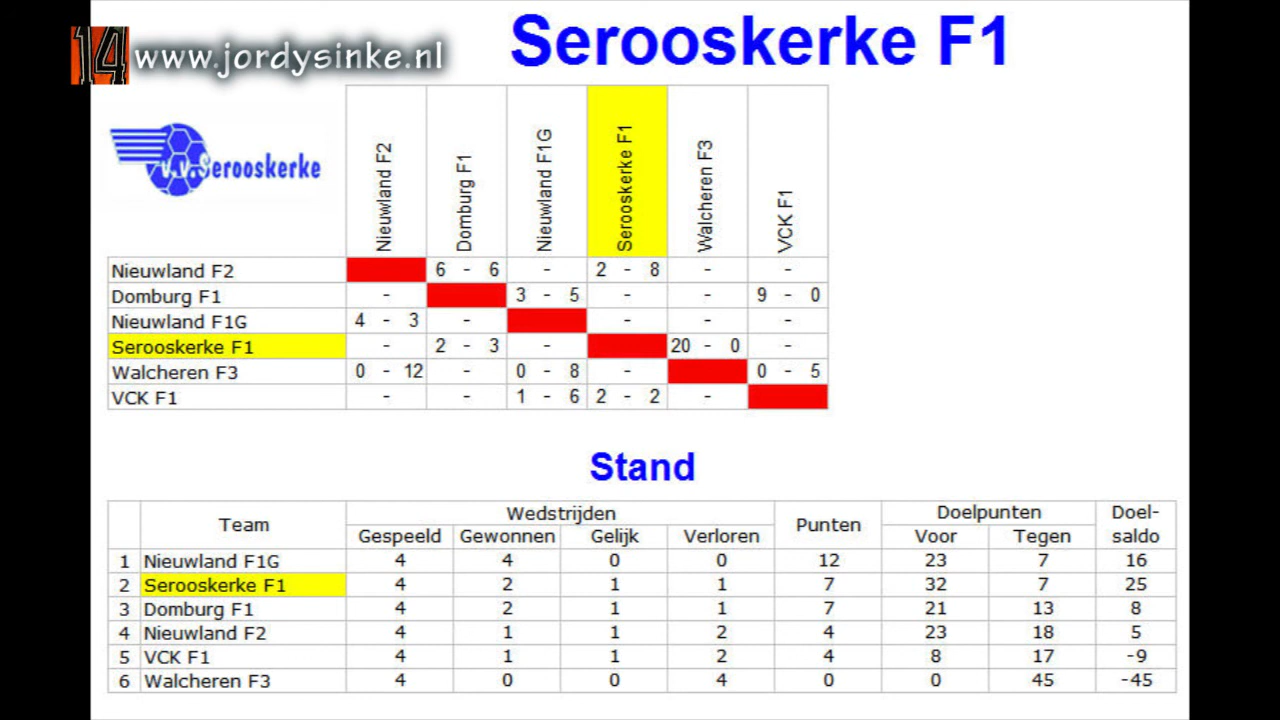 14 www.jordysinke.nl
Serooskerke F1
v.v. Serooskerke
Nieuwland F2 Domburg F1 Nieuwland F1G Serooskerke F1 Walcheren F3 VCK F1
Nieuwland F2 6 - 6 - 2 - 8 - -
Domburg F1 - 3 - 5 - - 9 - 0
Nieuwland F1G 4 - 3 - - - -
Serooskerke F1 - 2 - 3 - 20 - 0 -
Walcheren F3 0 - 12 - 0 - 8 - 0 - 5
VCK F1 - - 1 - 6 2 - 2 -
Stand
Team Wedstrijden Punten Doelpunten Doel-
Gespeeld Gewonnen Gelijk Verloren Voor Tegen saldo
1 Nieuwland F1G 4 4 0 0 12 23 7 16
2 Serooskerke F1 4 2 1 1 7 32 7 25
3 Domburg F1 4 2 1 1 7 21 13 8
4 Nieuwland F2 4 1 1 2 4 23 18 5
5 VCK F1 4 1 1 2 4 8 17 -9
6 Walcheren F3 4 0 0 4 0 0 45 -45